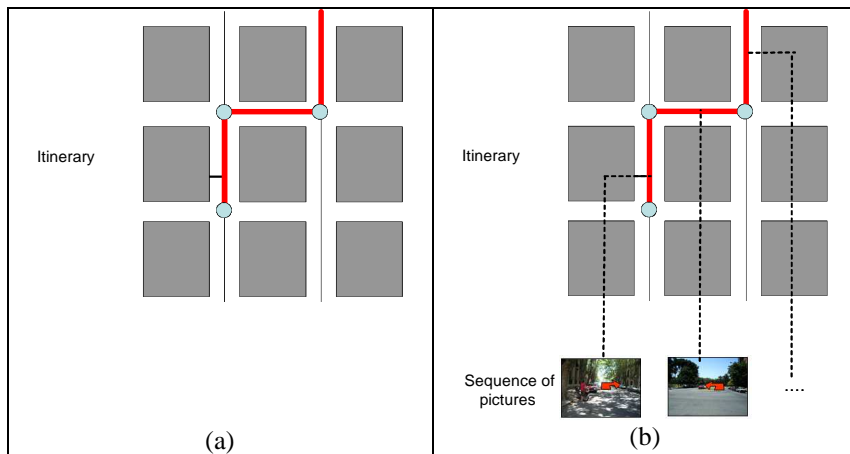 Itinerary
(a)
Itinerary
Sequence of
pictures
....
(b)